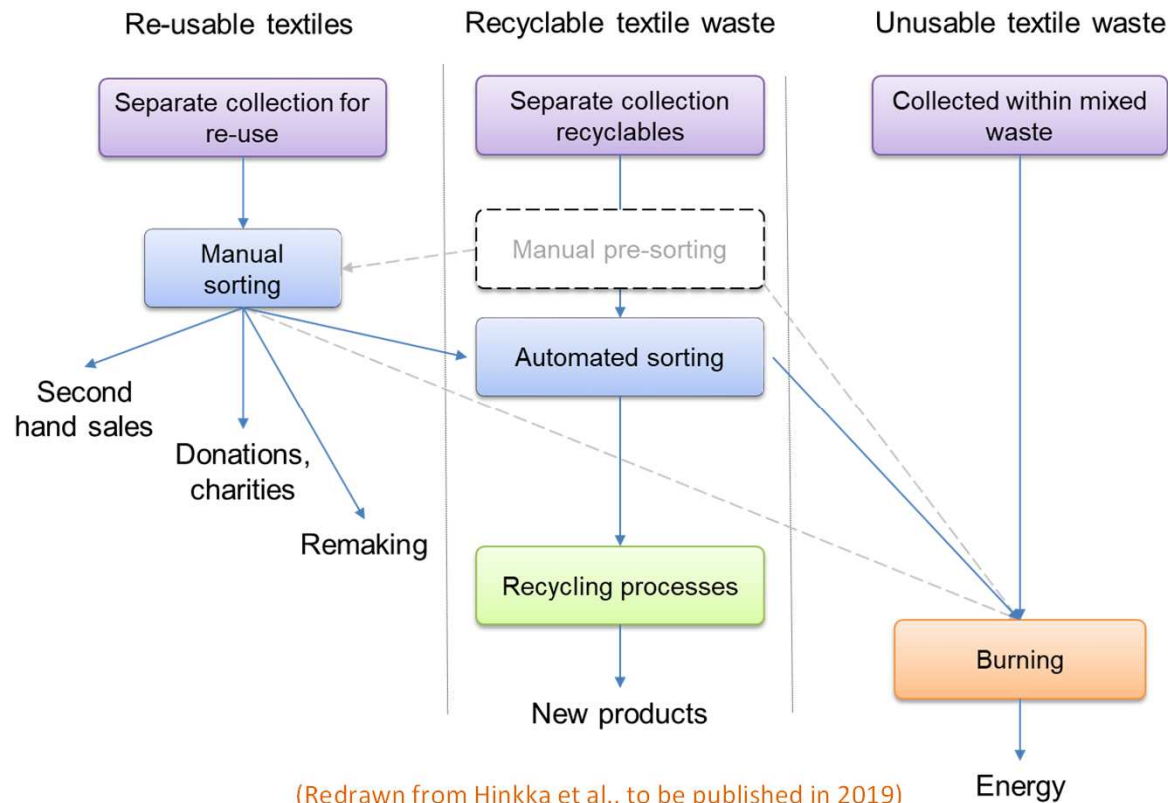 Re-usable textiles
Recyclable textile waste
Unusable textile waste
Separate collection for
re-use
Separate collection
recyclables
Collected within mixed
waste
Manual
sorting
Manual pre-sorting
Automated sorting
Second
hand sales
Donations,
charities
Remaking
Recycling processes
Burning
New products
Energy
(Redrawn from Hinkka et al., to be published in 2019)